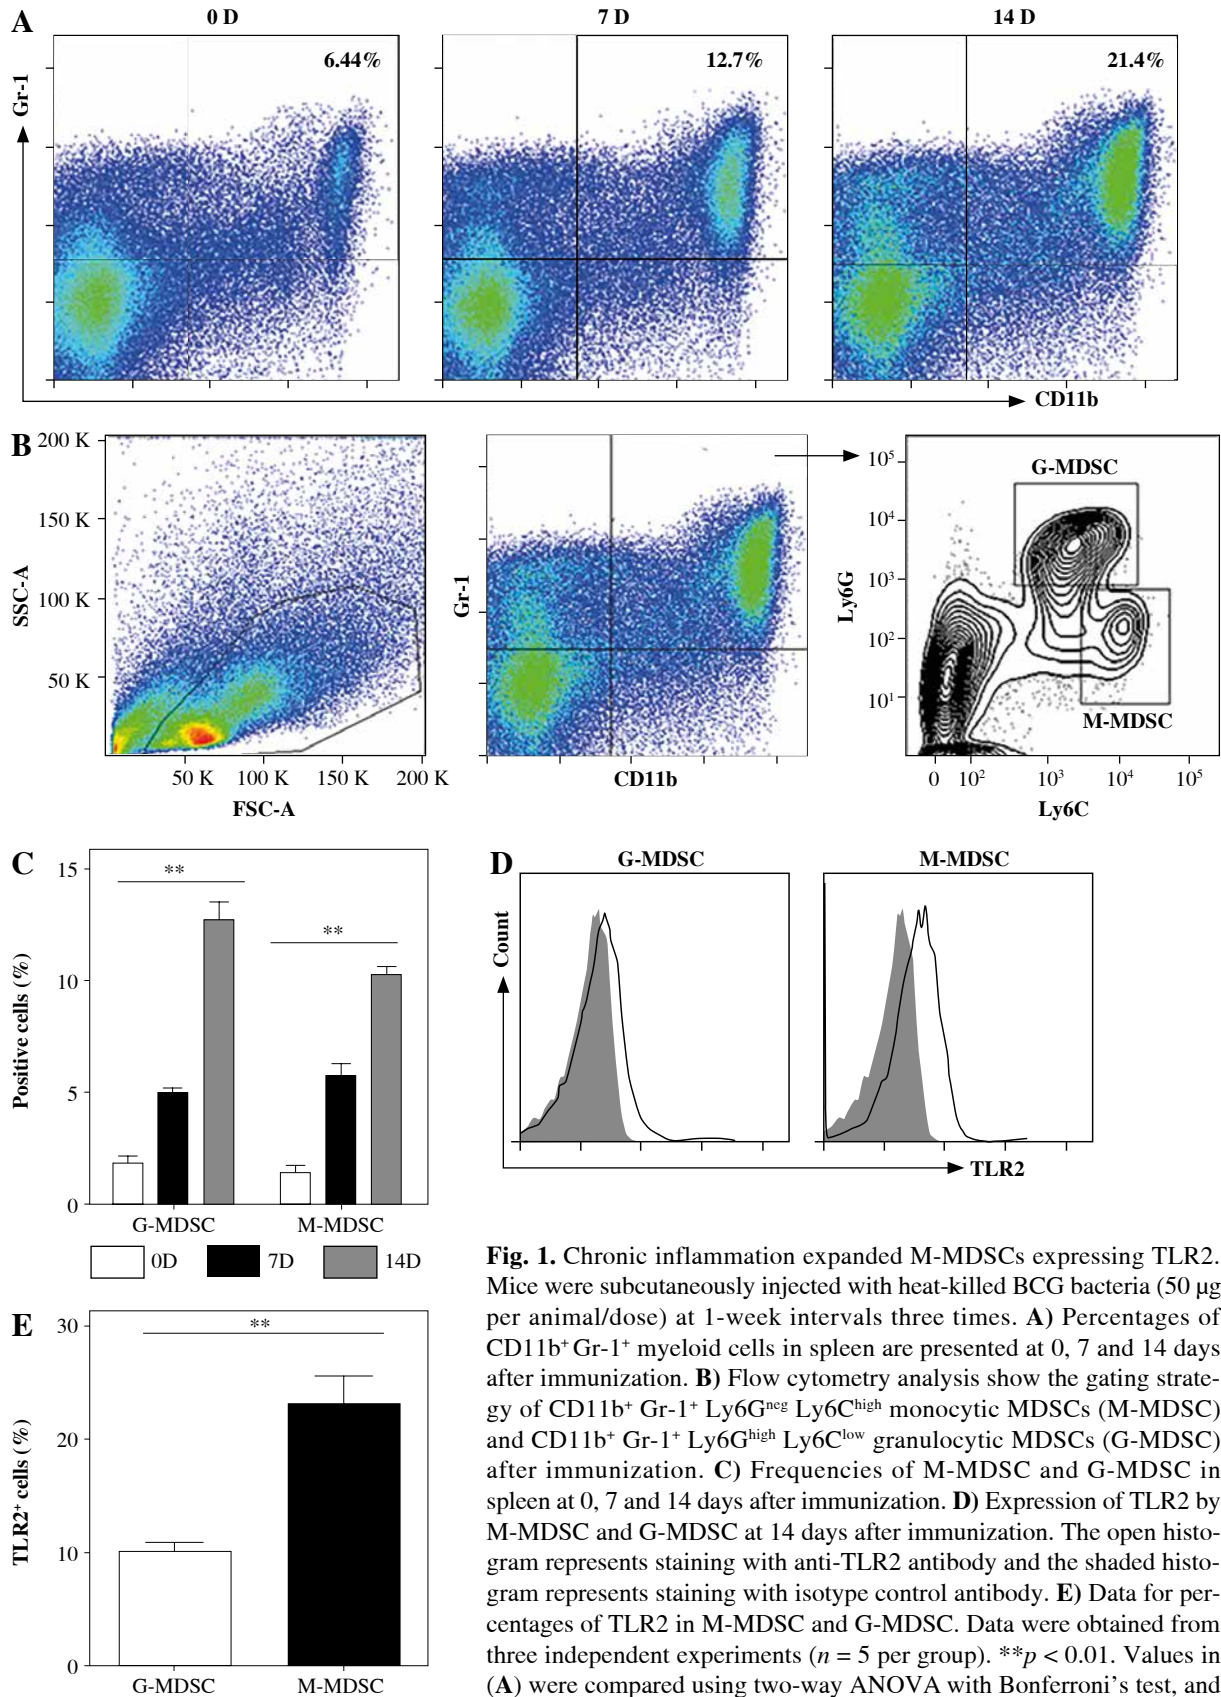 A
0 D
7 D
14 D
Gr-1
6.44%
12.7%
21.4%
CD11b
B
200 K
150 K
100 K
50 K
SSC-A
50 K 100 K 150 K 200 K
FSC-A
Gr-1
CD11b
10⁵
10⁴
10³
10²
10¹
Ly6G
G-MDSC
M-MDSC
0 10² 10³ 10⁴ 10⁵
Ly6C
C
15
10
5
0
Positive cells (%)
**
**
G-MDSC M-MDSC
0D 7D 14D
D
G-MDSC
M-MDSC
Count
TLR2
E
30
20
10
0
TLR2⁺ cells (%)
**
G-MDSC M-MDSC
Fig. 1. Chronic inflammation expanded M-MDSCs expressing TLR2.
Mice were subcutaneously injected with heat-killed BCG bacteria (50 µg
per animal/dose) at 1-week intervals three times. A) Percentages of
CD11b⁺ Gr-1⁺ myeloid cells in spleen are presented at 0, 7 and 14 days
after immunization. B) Flow cytometry analysis show the gating strate-
gy of CD11b⁺ Gr-1⁺ Ly6Gⁿᵉᵍ Ly6Cʰⁱᵍʰ monocytic MDSCs (M-MDSC)
and CD11b⁺ Gr-1⁺ Ly6Gʰⁱᵍʰ Ly6Cˡᵒʷ granulocytic MDSCs (G-MDSC)
after immunization. C) Frequencies of M-MDSC and G-MDSC in
spleen at 0, 7 and 14 days after immunization. D) Expression of TLR2 by
M-MDSC and G-MDSC at 14 days after immunization. The open histo-
gram represents staining with anti-TLR2 antibody and the shaded histo-
gram represents staining with isotype control antibody. E) Data for per-
centages of TLR2 in M-MDSC and G-MDSC. Data were obtained from
three independent experiments (n = 5 per group). **p < 0.01. Values in
(A) were compared using two-way ANOVA with Bonferroni's test, and